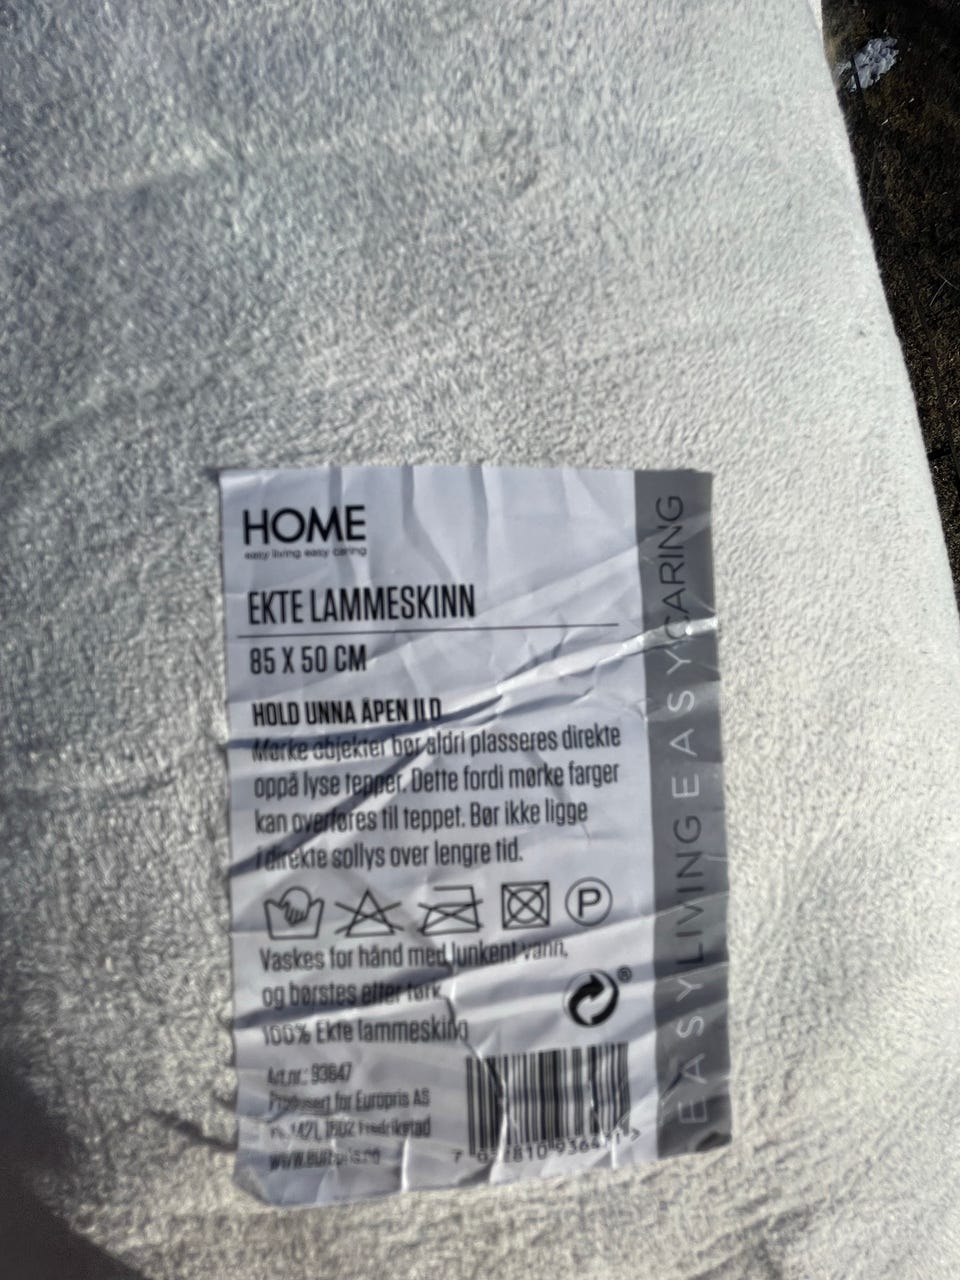 HOME
easy living easy caring
EKTE LAMMESKINN
85 X 50 CM
HOLD UNNA ÅPEN ILD
Mørke objekter bør aldri plasseres direkte
oppå lyse tepper. Dette fordi mørke farger
kan overføres til teppet. Bør ikke ligge
i direkte sollys over lengre tid.
P
Vaskes for hånd med lunkent vann,
og børstes etter tørk.
100% Ekte lammeskinn
®
Art.nr.: 93647
Produsert for Europris AS
1421, 1602 Fredrikstad
www.europris.no
EASY LIVING EASY CARING